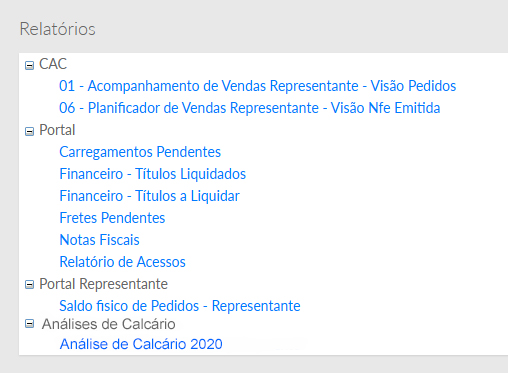 Relatórios
CAC
01 - Acompanhamento de Vendas Representante - Visão Pedidos
06 - Planificador de Vendas Representante - Visão Nfe Emitida
Portal
Carregamentos Pendentes
Financeiro - Títulos Liquidados
Financeiro - Títulos a Liquidar
Fretes Pendentes
Notas Fiscais
Relatório de Acessos
Portal Representante
Saldo fisico de Pedidos - Representante
Análises de Calcário
Análise de Calcário 2020